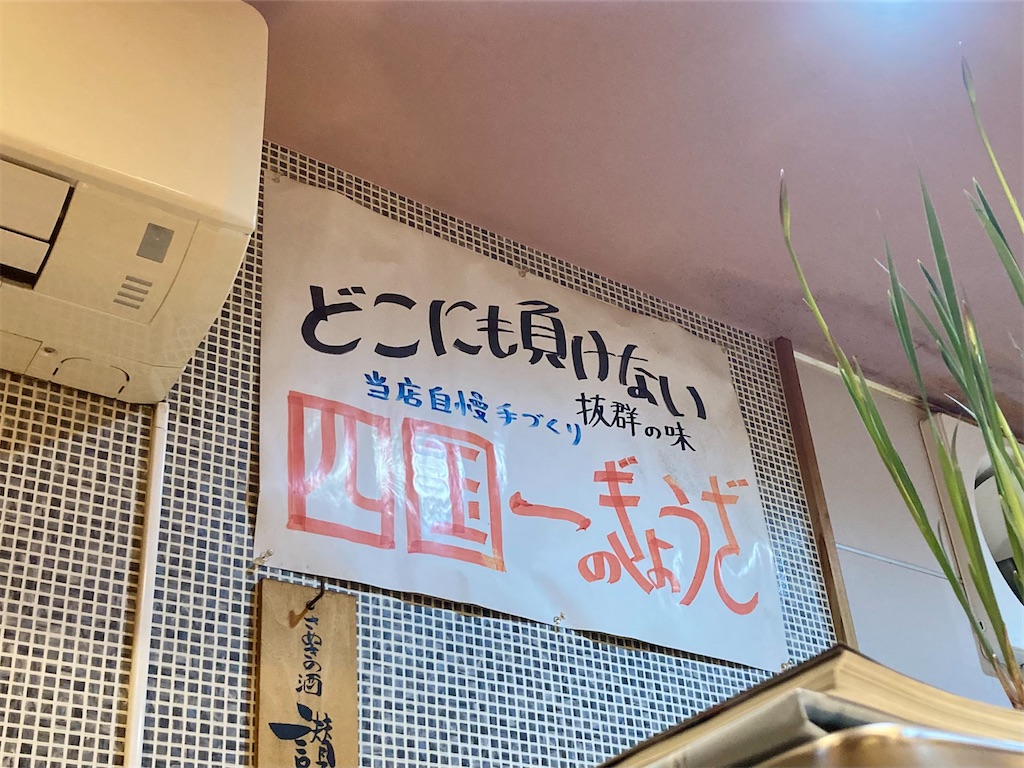 どこにも負けない
当店自慢手づくり抜群の味
四国一のぎょうざ
さぬきの酒
讃